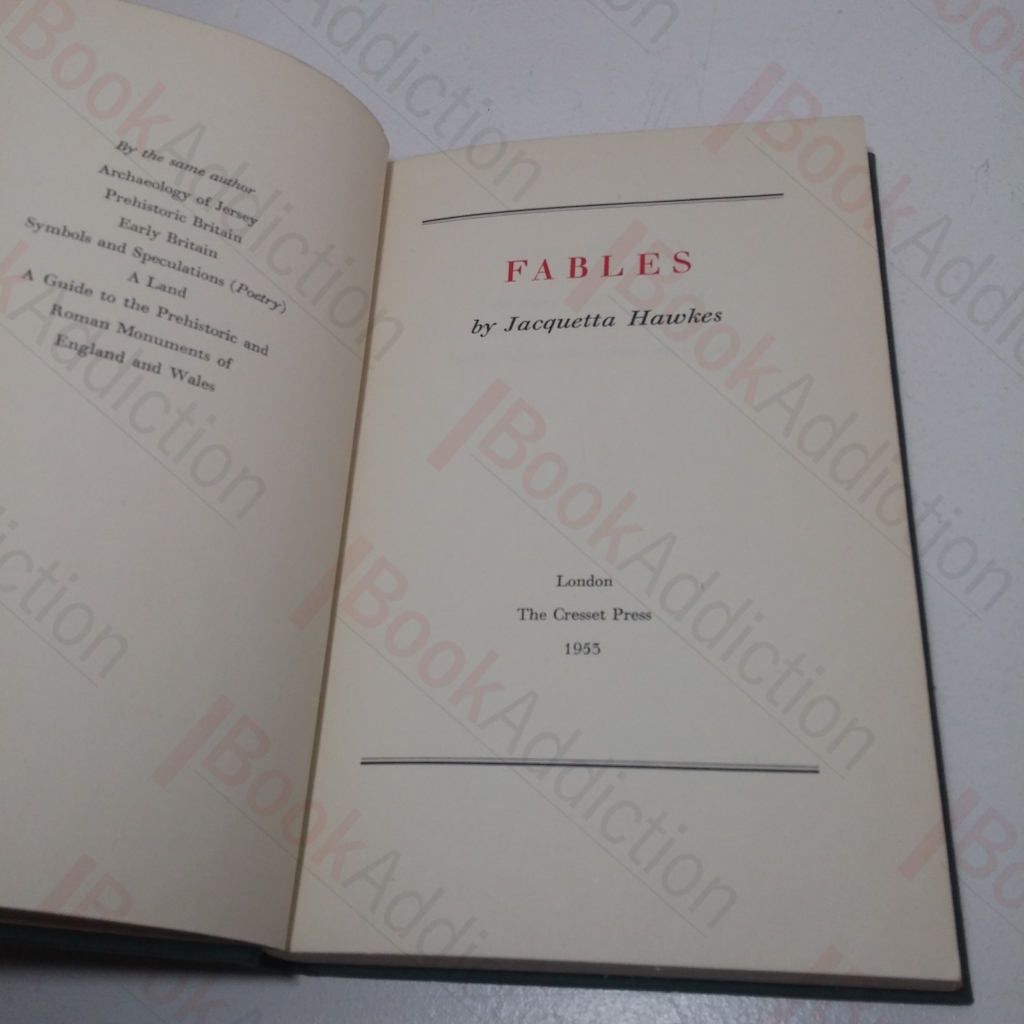 By the same author
Archaeology of Jersey
Prehistoric Britain
Early Britain
Symbols and Speculations (Poetry)
A Land
A Guide to the Prehistoric and
Roman Monuments of
England and Wales
FABLES
by Jacquetta Hawkes
London
The Cresset Press
1953
BookAddiction